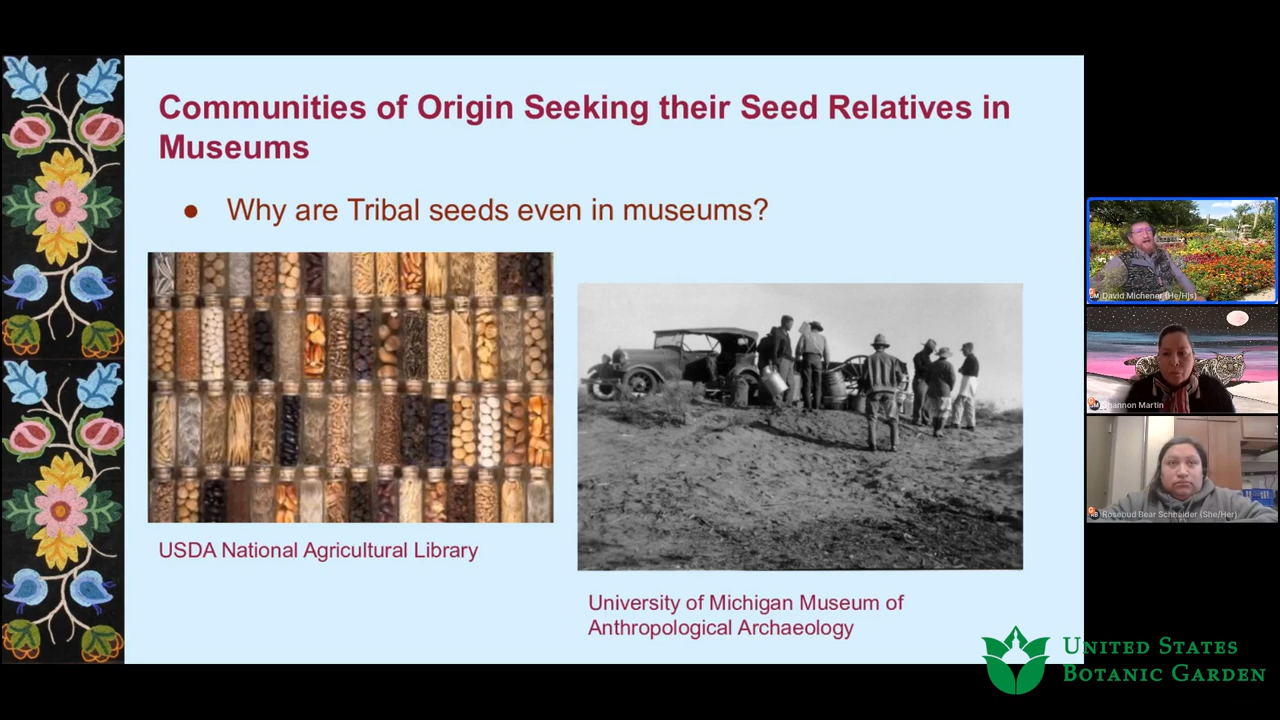 Communities of Origin Seeking their Seed Relatives in
Museums
● Why are Tribal seeds even in museums?
USDA National Agricultural Library
University of Michigan Museum of
Anthropological Archaeology
David Michener (He/His)
Shannon Martin
Rosebud Bear Schneider (She/Her)
UNITED STATES
BOTANIC GARDEN